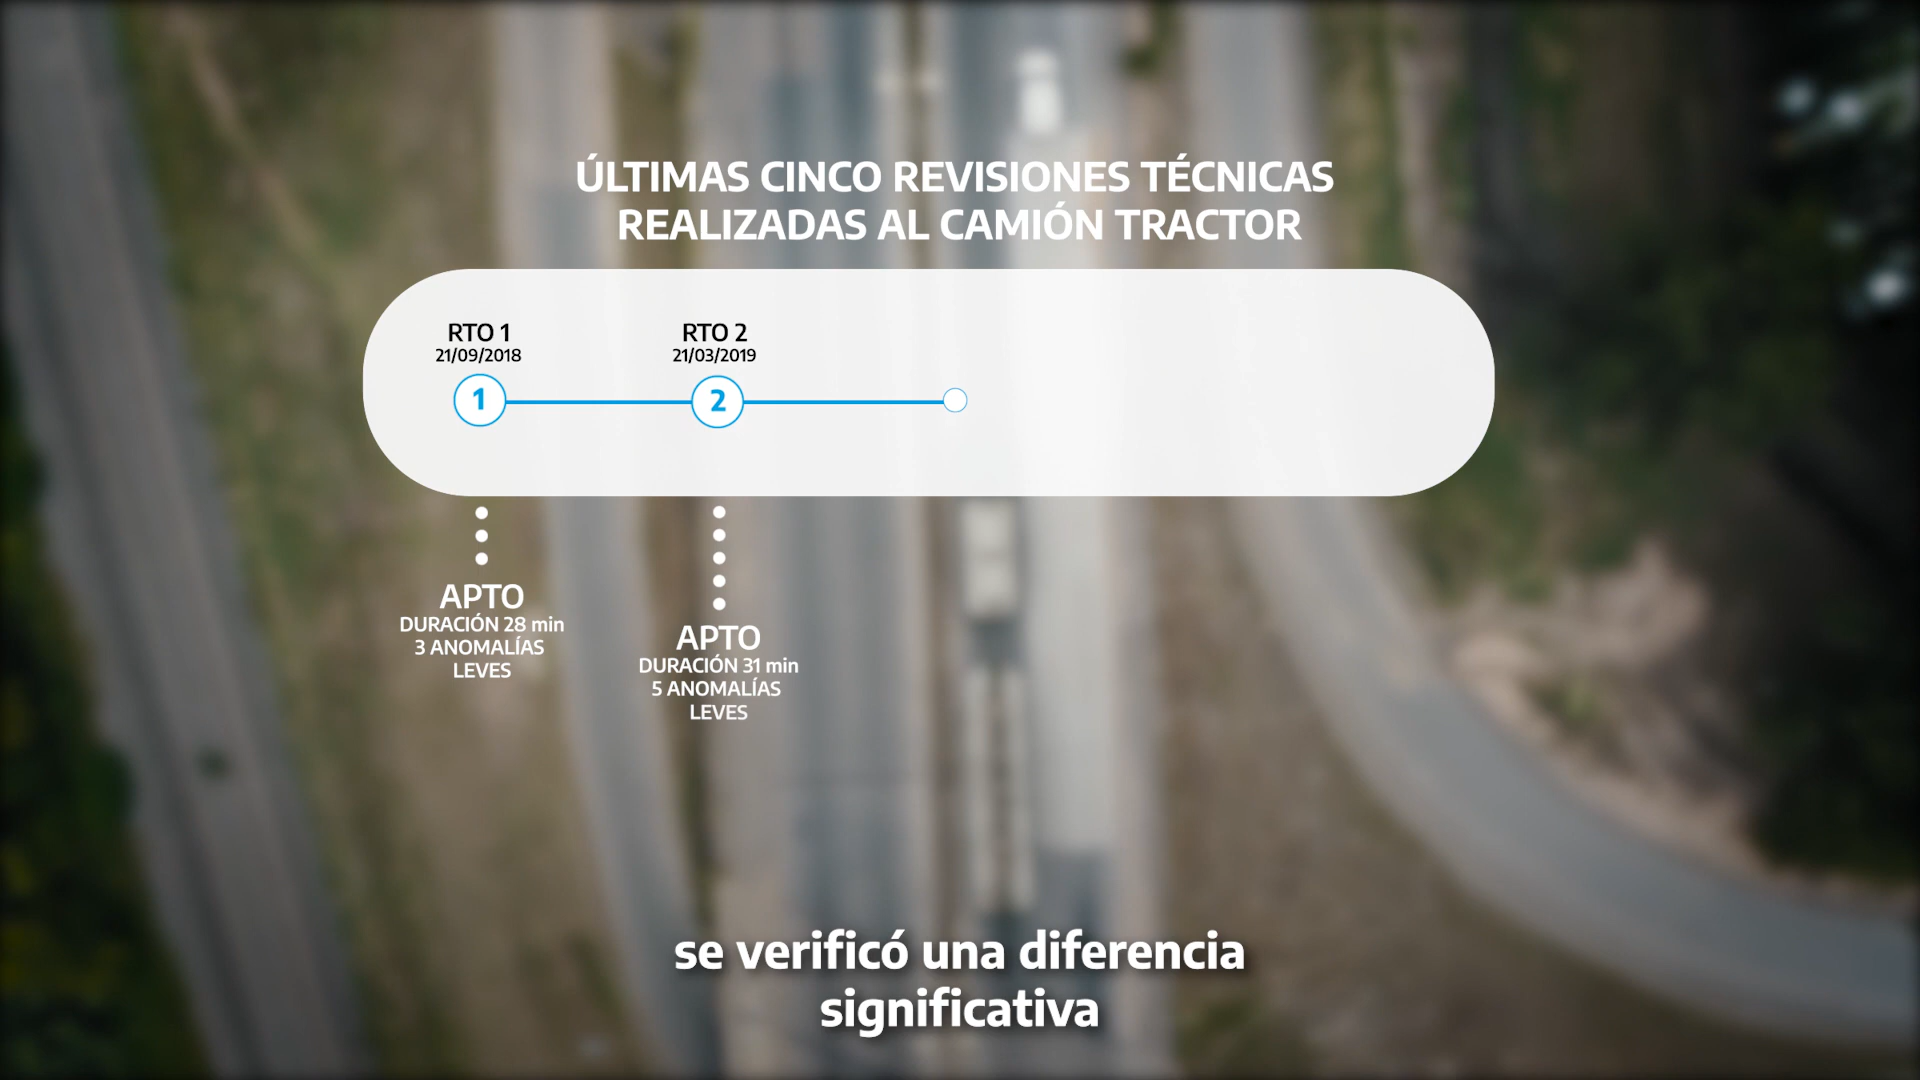 ÚLTIMAS CINCO REVISIONES TÉCNICAS
REALIZADAS AL CAMIÓN TRACTOR
RTO 1
21/09/2018
1
RTO 2
21/03/2019
2
APTO
DURACIÓN 28 min
3 ANOMALÍAS
LEVES
APTO
DURACIÓN 31 min
5 ANOMALÍAS
LEVES
se verificó una diferencia
significativa